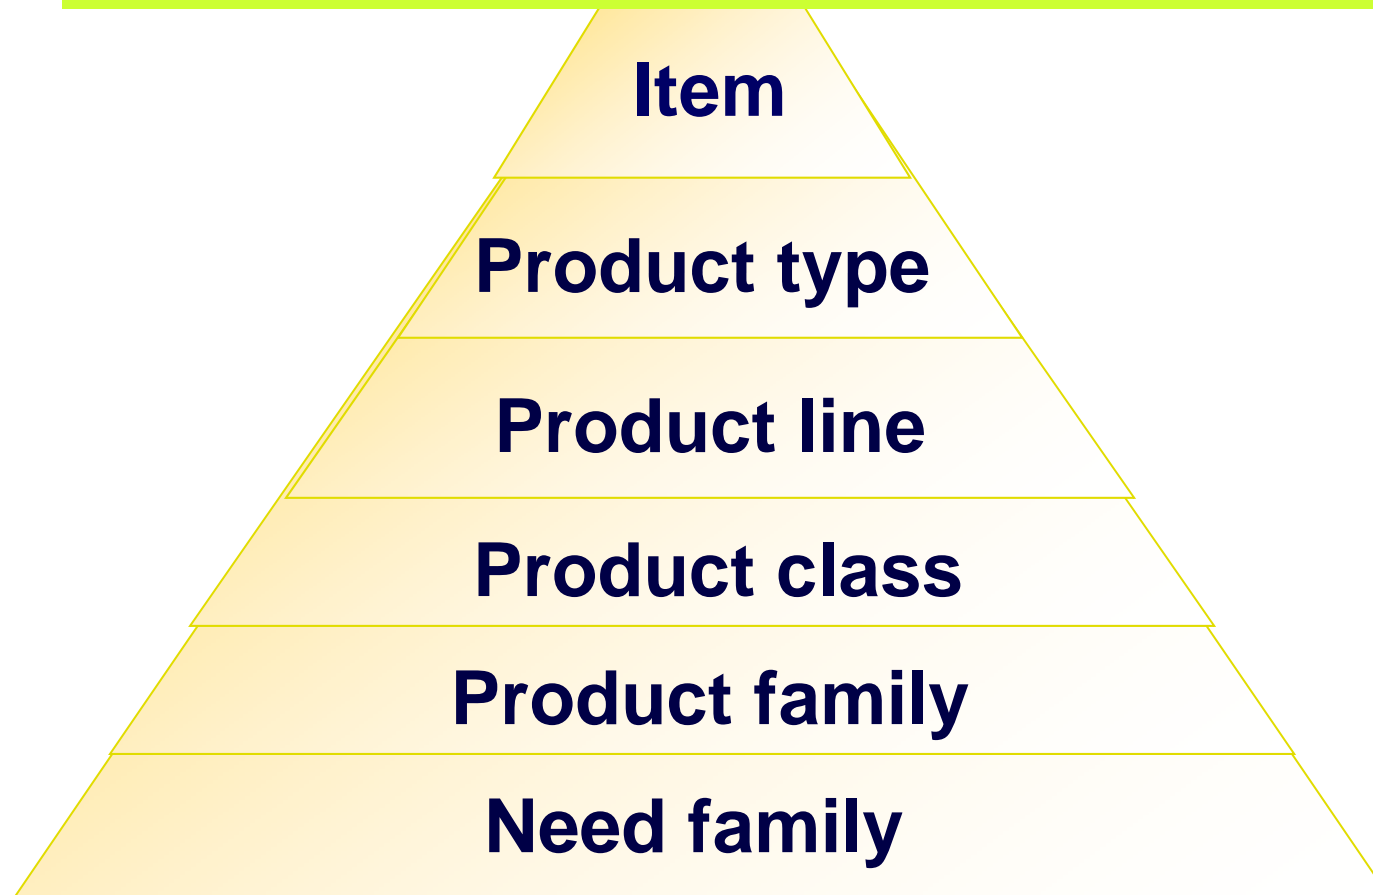 Item
Product type
Product line
Product class
Product family
Need family